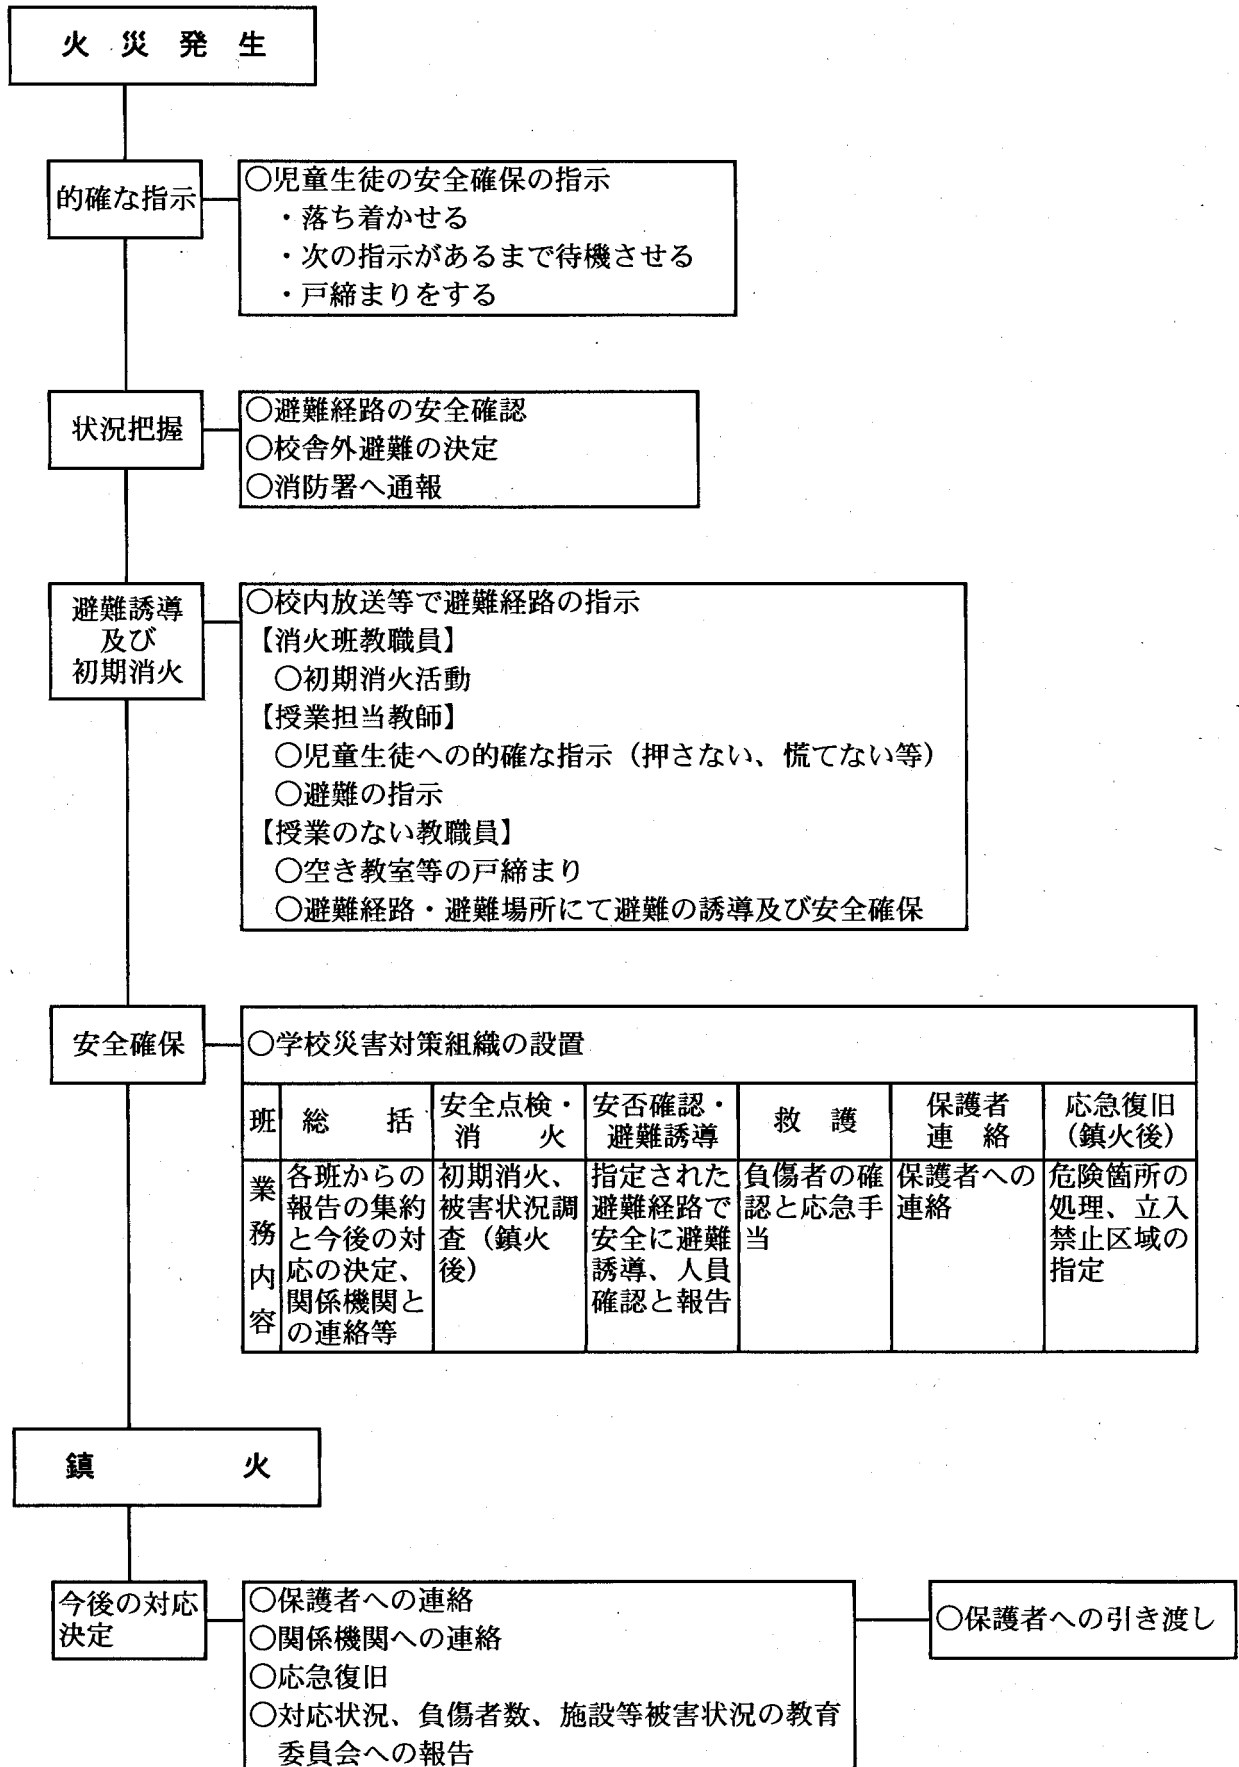 火災発生
的確な指示
○児童生徒の安全確保の指示
・落ち着かせる
・次の指示があるまで待機させる
・戸締まりをする
状況把握
○避難経路の安全確認
○校舎外避難の決定
○消防署へ通報
避難誘導
及び
初期消火
○校内放送等で避難経路の指示
【消火班教職員】
○初期消火活動
【授業担当教師】
○児童生徒への的確な指示(押さない、慌てない等)
○避難の指示
【授業のない教職員】
○空き教室等の戸締まり
○避難経路・避難場所にて避難の誘導及び安全確保
安全確保
○学校災害対策組織の設置
班
総括
安全点検・
消火
安否確認・
避難誘導
救護
保護者
連絡
応急復旧
(鎮火後)
業務内容
各班からの
報告の集約
と今後の対
応の決定、
関係機関と
の連絡等
初期消火、
被害状況調
査(鎮火
後)
指定された
避難経路で
安全に避難
誘導、人員
確認と報告
負傷者の確
認と応急手
当
保護者への
連絡
危険箇所の
処理、立入
禁止区域の
指定
鎮火
今後の対応
決定
○保護者への連絡
○関係機関への連絡
○応急復旧
○対応状況、負傷者数、施設等被害状況の教育
委員会への報告
○保護者への引き渡し